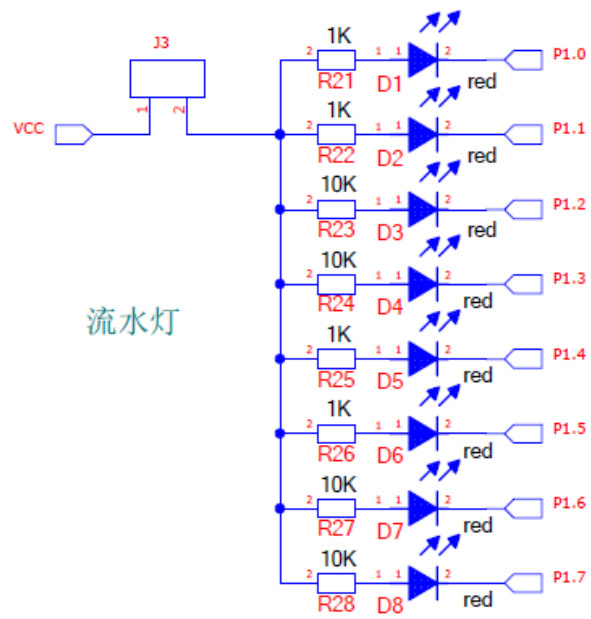 1K
J3
2 1 1 2 P1.0
R21 D1 red
1 2
1K
VCC
2 1 1 2 P1.1
R22 D2 red
10K
2 1 1 2 P1.2
R23 D3 red
10K
2 1 1 2 P1.3
R24 D4 red
流水灯
1K
2 1 1 2 P1.4
R25 D5 red
1K
2 1 1 2 P1.5
R26 D6 red
10K
2 1 1 2 P1.6
R27 D7 red
10K
2 1 1 2 P1.7
R28 D8 red